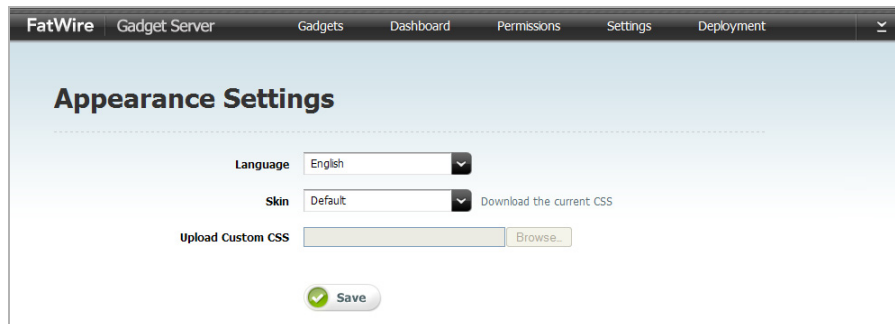 FatWire Gadget Server Gadgets Dashboard Permissions Settings Deployment
Appearance Settings
Language English
Skin Default Download the current CSS
Upload Custom CSS Browse..
Save